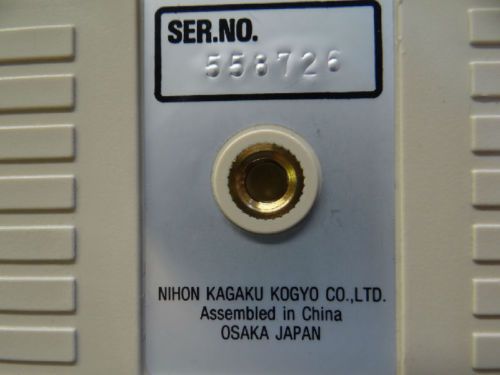 SER.NO.
558726
NIHON KAGAKU KOGYO CO.,LTD.
Assembled in China
OSAKA JAPAN